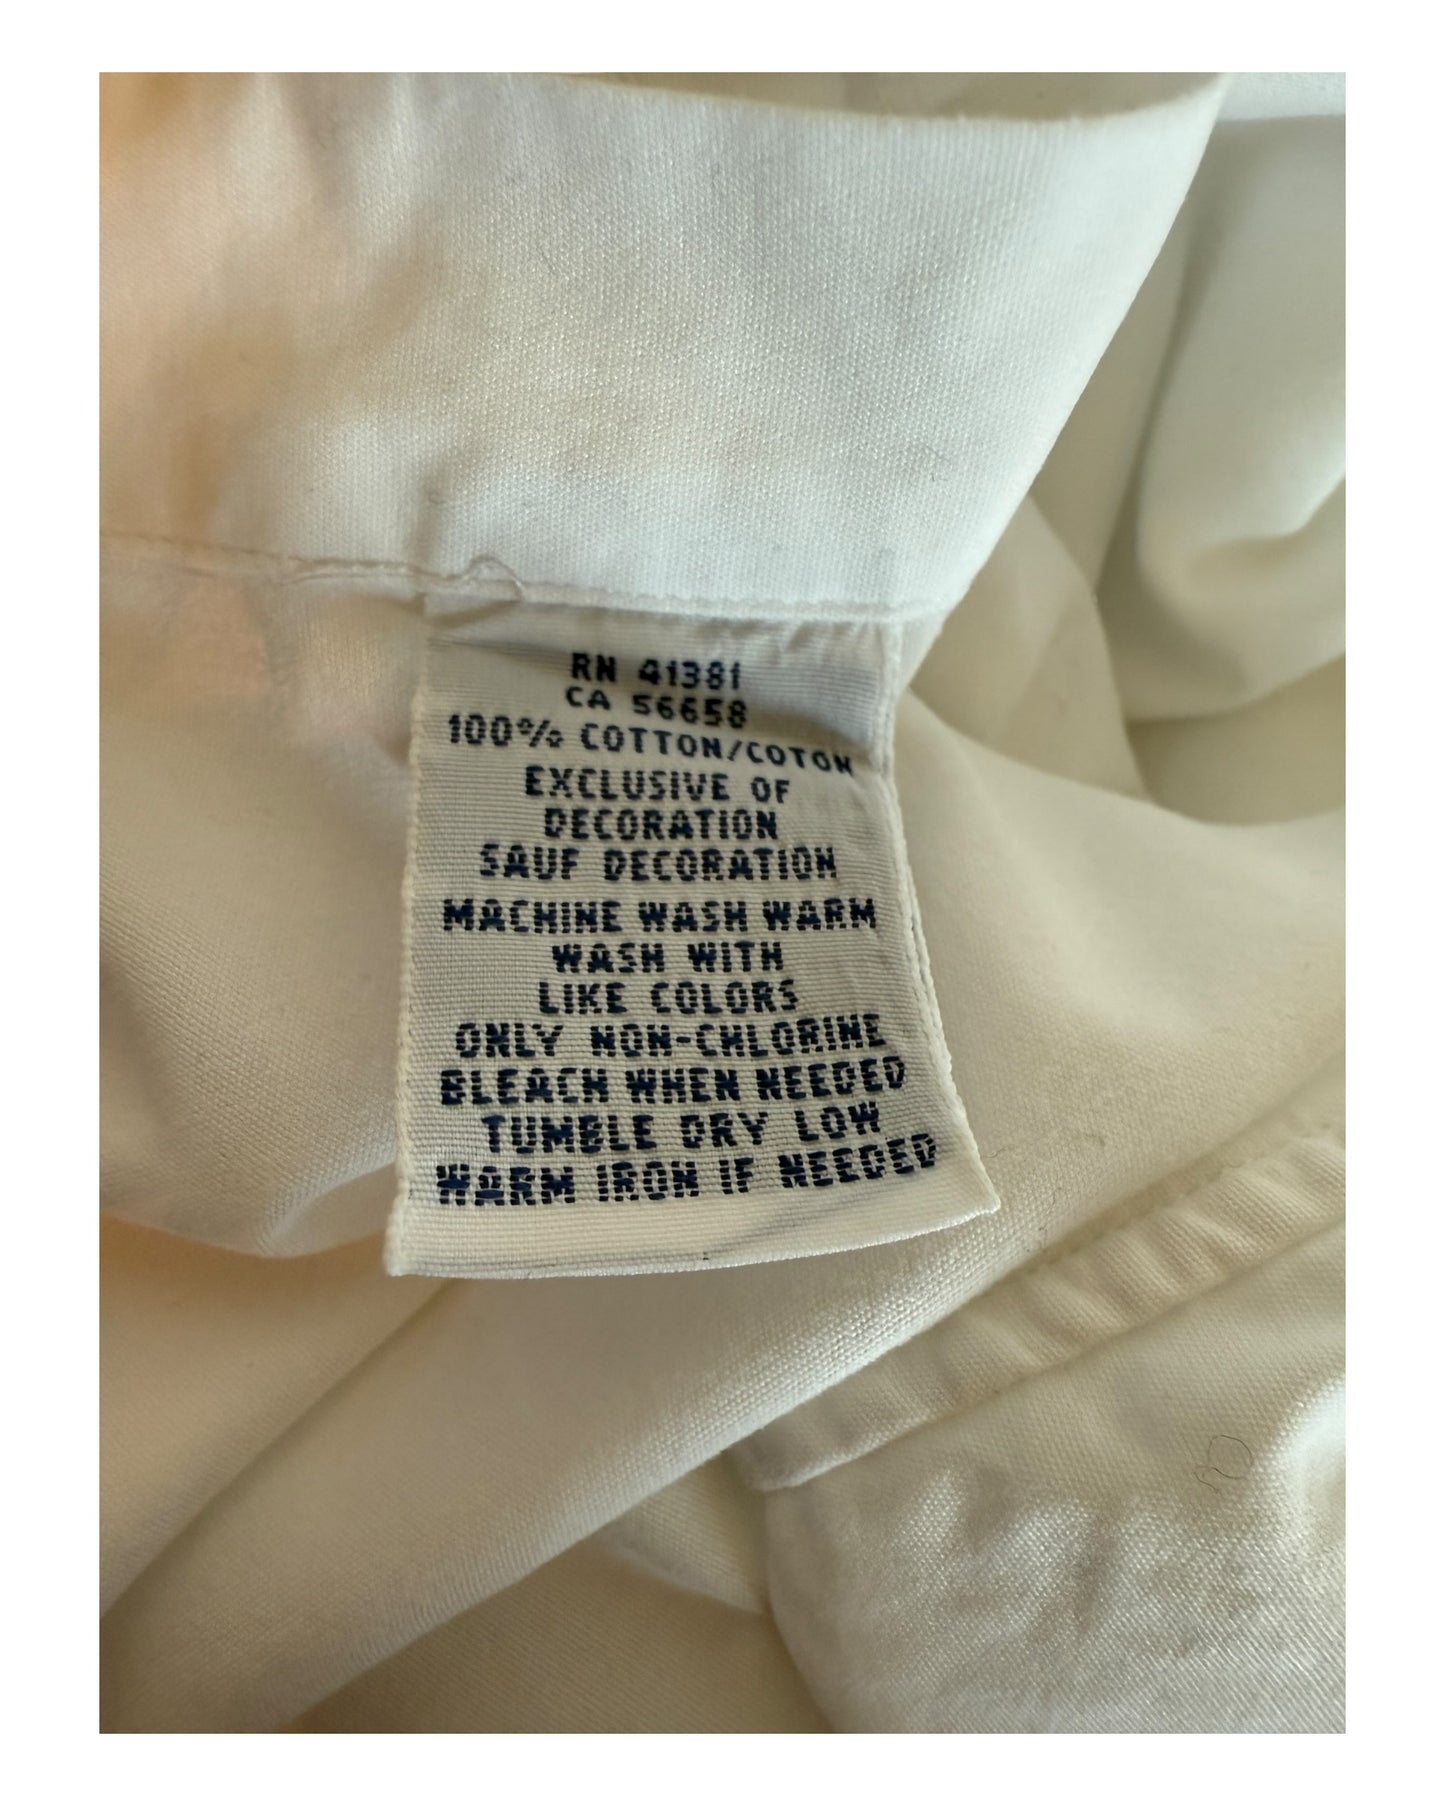 RN 41381
CA 56658
100% COTTON/COTON
EXCLUSIVE OF
DECORATION
SAUF DECORATION
MACHINE WASH WARM
WASH WITH
LIKE COLORS
ONLY NON-CHLORINE
BLEACH WHEN NEEDED
TUMBLE DRY LOW
WARM IRON IF NEEDED